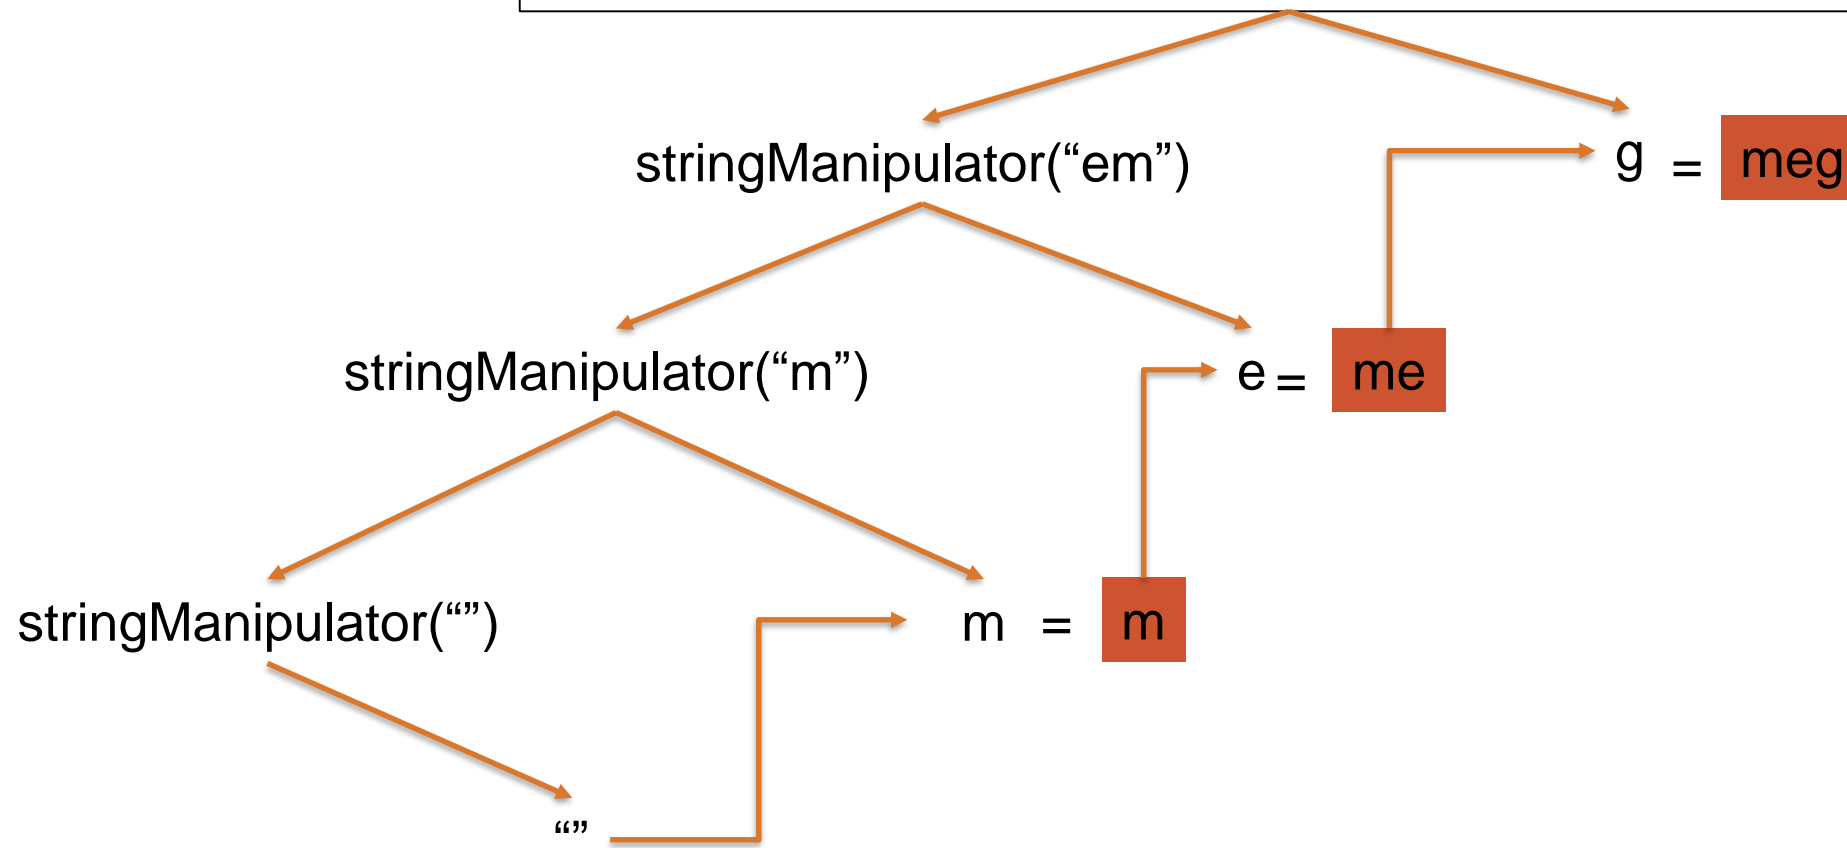 stringManipulator(“em”) g = meg
stringManipulator(“m”) e = me
stringManipulator(“”) m = m
“”